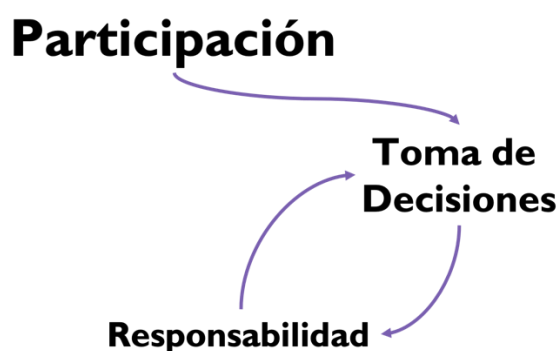 Participación
Toma de
Decisiones
Responsabilidad